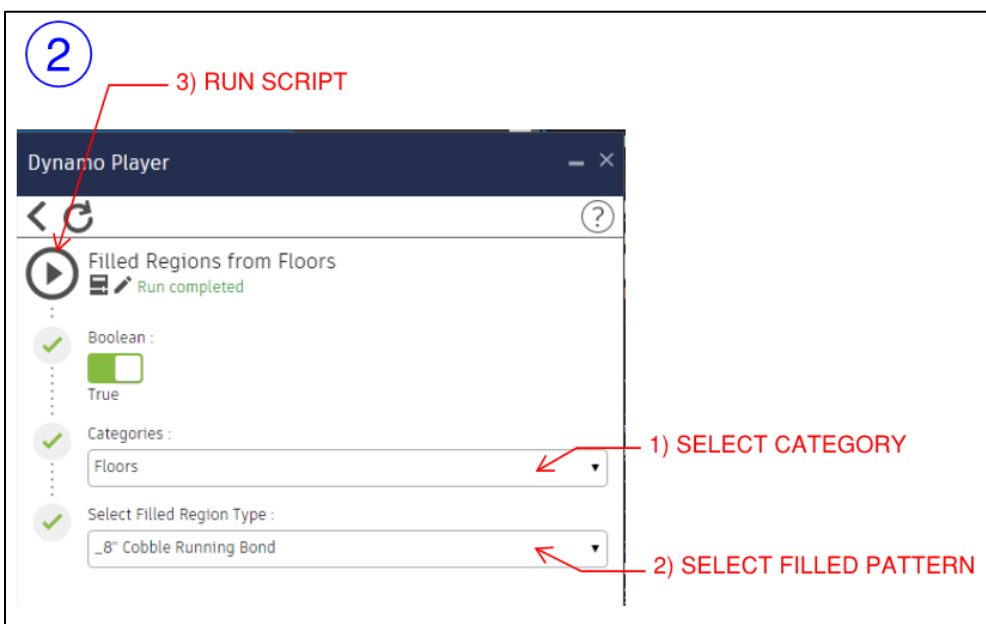 2
3) RUN SCRIPT
Dynamo Player
?
Filled Regions from Floors
Run completed
Boolean :
True
Categories :
1) SELECT CATEGORY
Floors
Select Filled Region Type :
_8" Cobble Running Bond
2) SELECT FILLED PATTERN